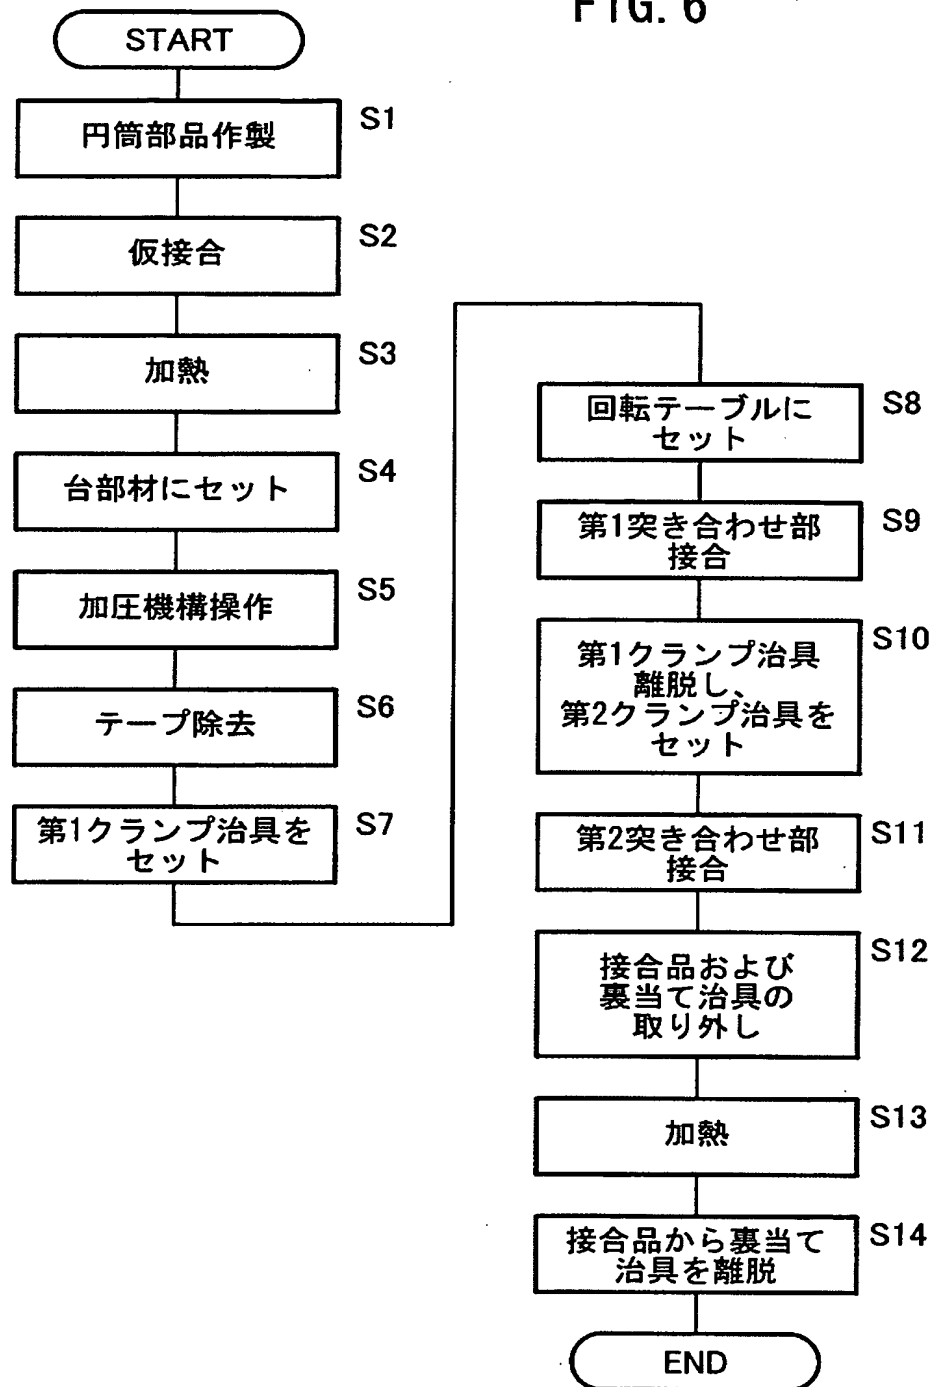 FIG. 6
START
円筒部品作製
S1
仮接合
S2
加熱
S3
台部材にセット
S4
加圧機構操作
S5
テープ除去
S6
第1クランプ治具を
セット
S7
回転テーブルに
セット
S8
第1突き合わせ部
接合
S9
第1クランプ治具
離脱し、
第2クランプ治具を
セット
S10
第2突き合わせ部
接合
S11
接合品および
裏当て治具の
取り外し
S12
加熱
S13
接合品から裏当て
治具を離脱
S14
END